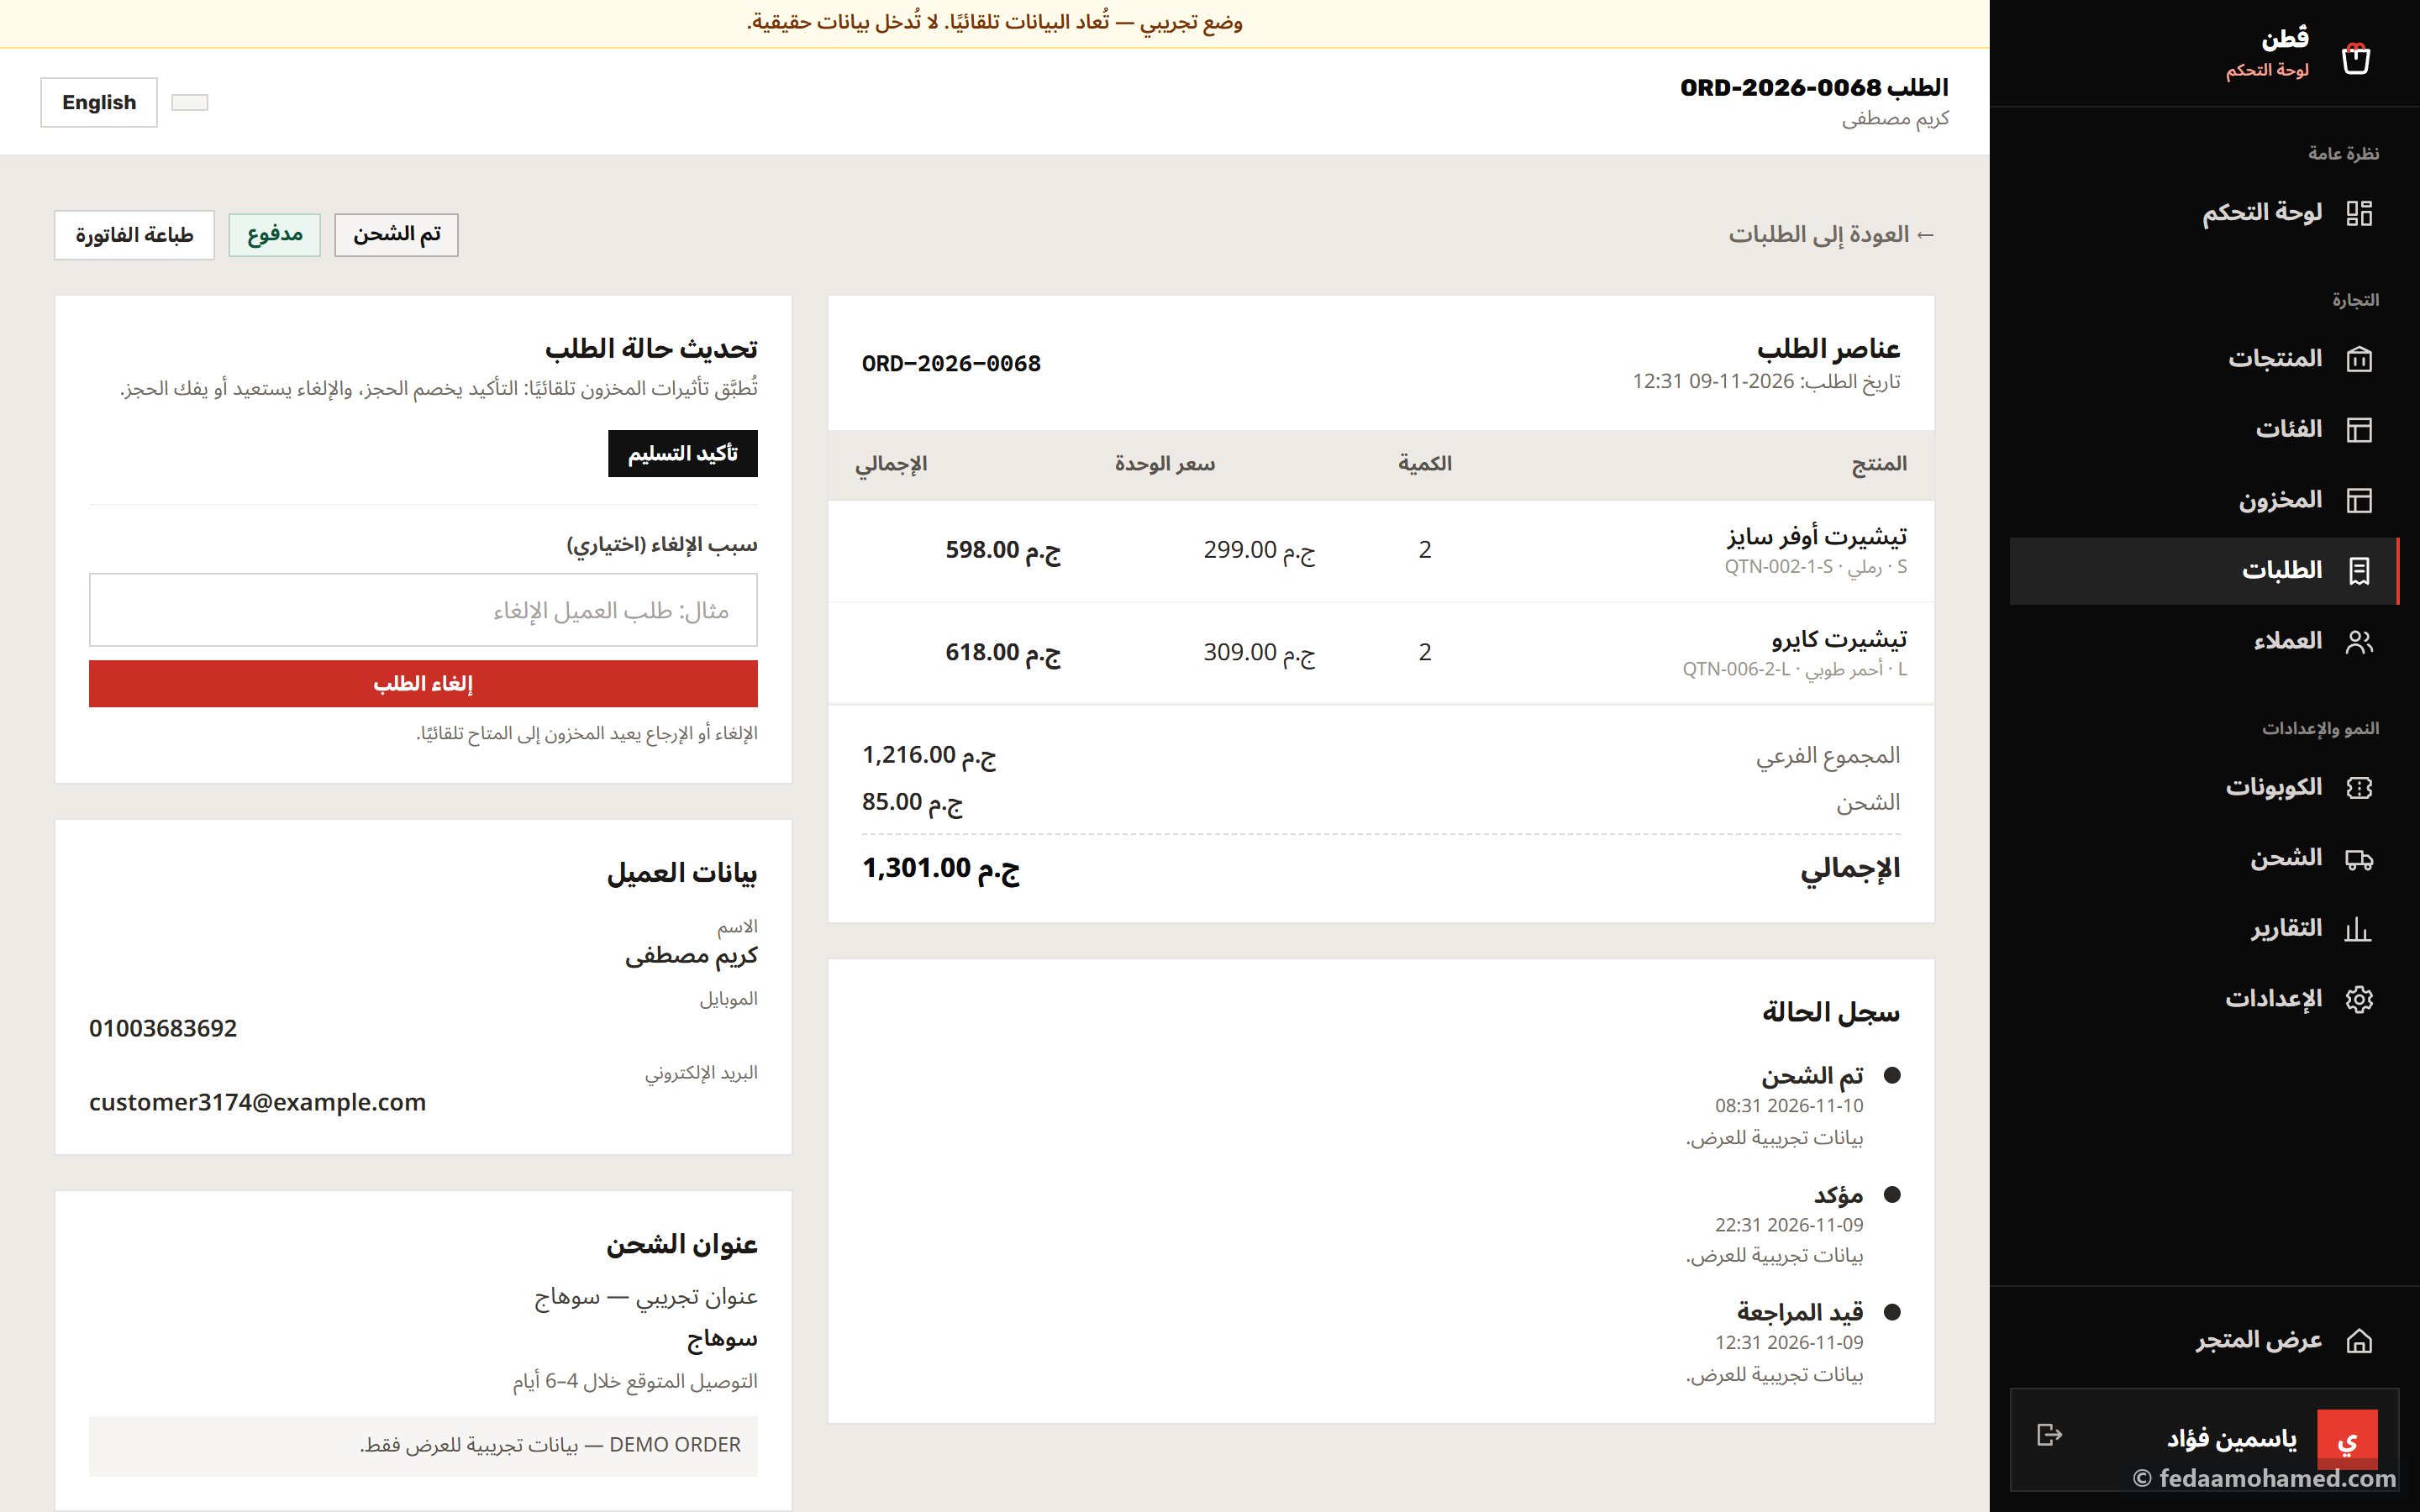 وضع تجريبي — تُعاد البيانات تلقائيًا. لا تُدخل بيانات حقيقية.
قُطن
لوحة التحكم
نظرة عامة
لوحة التحكم
التجارة
المنتجات
الفئات
المخزون
الطلبات
العملاء
النمو والإعدادات
الكوبونات
الشحن
التقارير
الإعدادات
عرض المتجر
ي
ياسمين فؤاد
© fedaamohamed.com
الطلب ORD-2026-0068
كريم مصطفى
English
← العودة إلى الطلبات
تم الشحن
مدفوع
طباعة الفاتورة
عناصر الطلب
تاريخ الطلب: 2026-11-09 12:31
ORD-2026-0068
المنتج الكمية سعر الوحدة الإجمالي
تيشيرت أوفر سايز 2 299.00 ج.م 598.00 ج.م
S · رملي · QTN-002-1-S
تيشيرت كايرو 2 309.00 ج.م 618.00 ج.م
L · أحمر طوبي · QTN-006-2-L
المجموع الفرعي 1,216.00 ج.م
الشحن 85.00 ج.م
الإجمالي 1,301.00 ج.م
سجل الحالة
تم الشحن
2026-11-10 08:31
بيانات تجريبية للعرض.
مؤكد
2026-11-09 22:31
بيانات تجريبية للعرض.
قيد المراجعة
2026-11-09 12:31
بيانات تجريبية للعرض.
تحديث حالة الطلب
تُطبَّق تأثيرات المخزون تلقائيًا: التأكيد يخصم الحجز، والإلغاء يستعيد أو يفك الحجز.
تأكيد التسليم
سبب الإلغاء (اختياري)
مثال: طلب العميل الإلغاء
إلغاء الطلب
الإلغاء أو الإرجاع يعيد المخزون إلى المتاح تلقائيًا.
بيانات العميل
الاسم
كريم مصطفى
الموبايل
01003683692
البريد الإلكتروني
customer3174@example.com
عنوان الشحن
عنوان تجريبي — سوهاج
سوهاج
التوصيل المتوقع خلال 4–6 أيام
DEMO ORDER — بيانات تجريبية للعرض فقط.